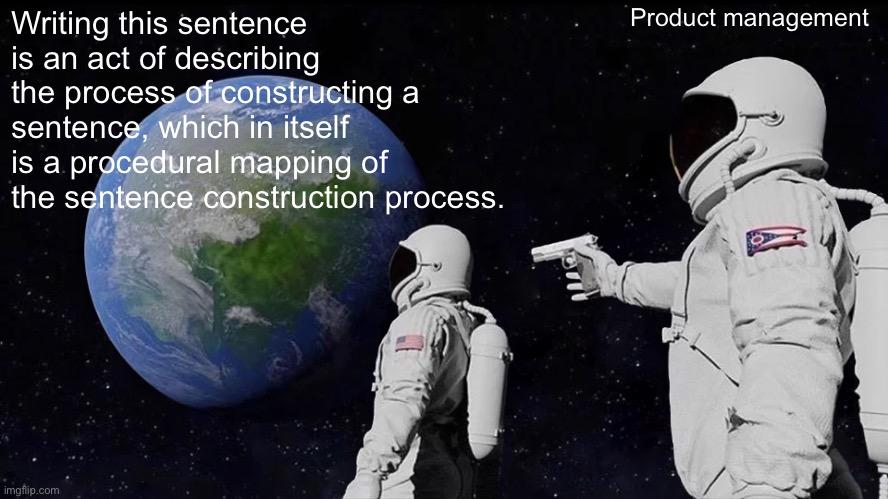 Writing this sentence
is an act of describing
the process of constructing a
sentence, which in itself
is a procedural mapping of
the sentence construction process.
Product management
imgflip.com